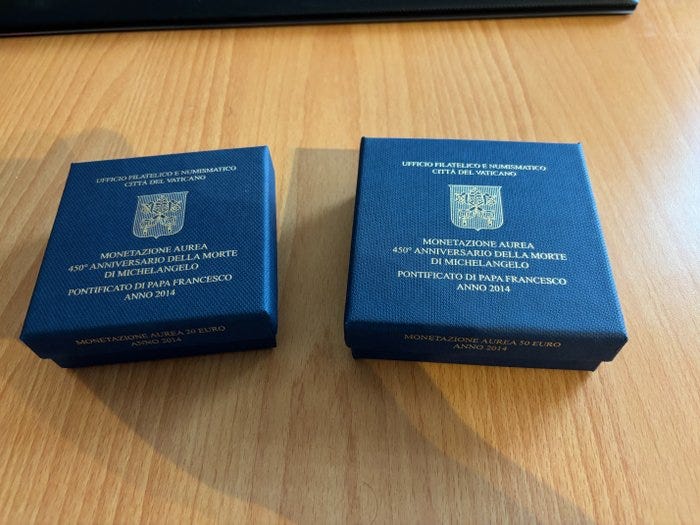 UFFICIO FILATELICO E NUMISMATICO
CITTÀ DEL VATICANO
MONETAZIONE AUREA
450° ANNIVERSARIO DELLA MORTE
DI MICHELANGELO
PONTIFICATO DI PAPA FRANCESCO
ANNO 2014
MONETAZIONE AUREA 20 EURO
ANNO 2014
UFFICIO FILATELICO E NUMISMATICO
CITTÀ DEL VATICANO
MONETAZIONE AUREA
450° ANNIVERSARIO DELLA MORTE
DI MICHELANGELO
PONTIFICATO DI PAPA FRANCESCO
ANNO 2014
MONETAZIONE AUREA 50 EURO
ANNO 2014